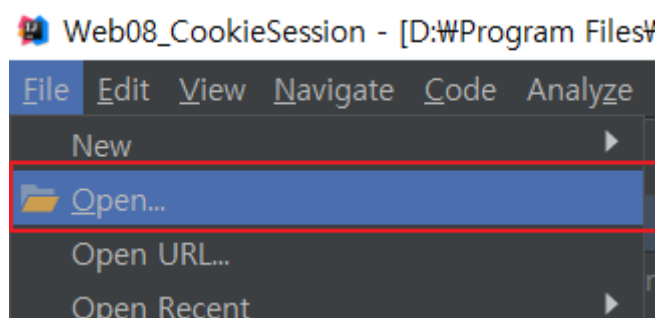 Web08_CookieSession - [D:₩Program Files₩
File Edit View Navigate Code Analyze
New
Open...
Open URL...
Open Recent